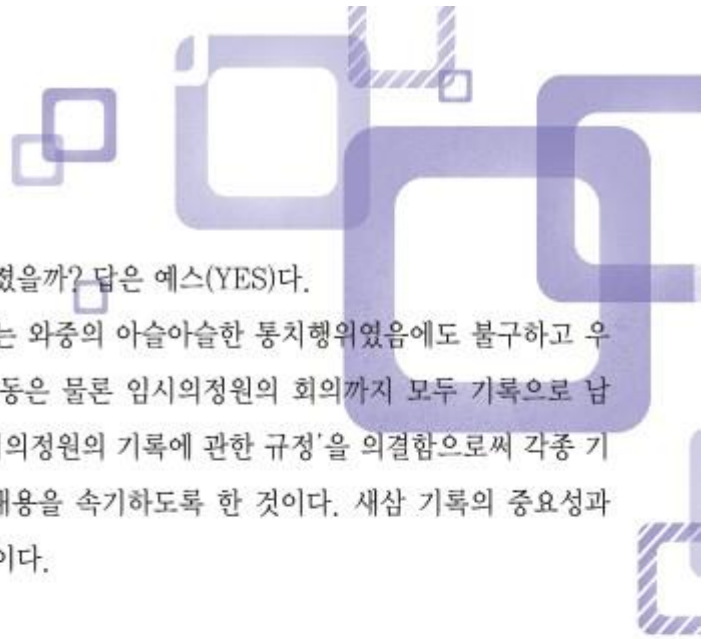 졌을까? 답은 예스(YES)다.
는 와중의 아슬아슬한 통치행위였음에도 불구하고 우
동은 물론 임시의정원의 회의까지 모두 기록으로 남
의정원의 기록에 관한 규정'을 의결함으로써 각종 기
내용을 속기하도록 한 것이다. 새삼 기록의 중요성과
이다.